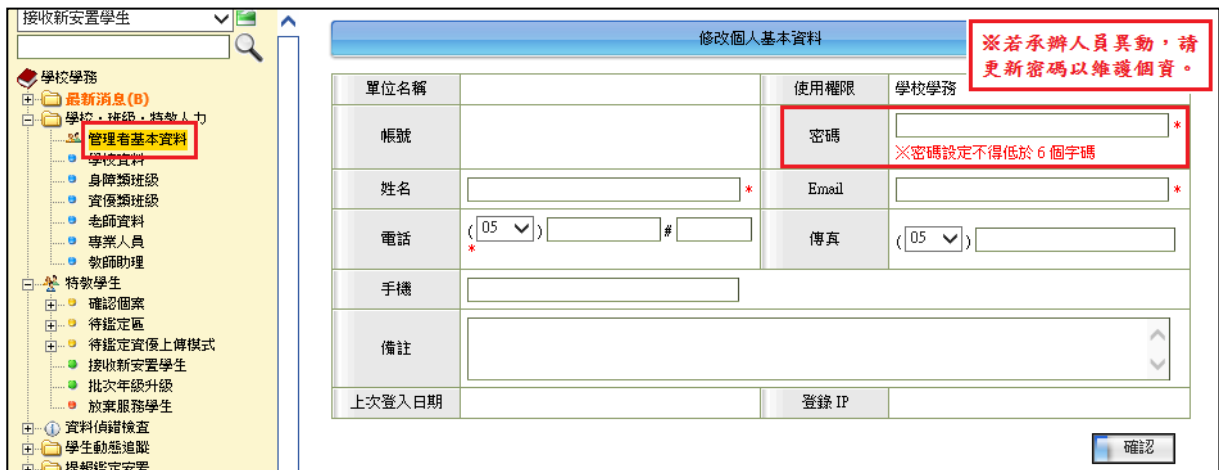 接收新安置學生
學校學務
最新消息(B)
學校・班級・特教人力
管理者基本資料
學校資料
身障類班級
資優類班級
老師資料
專業人員
教師助理
特教學生
確認個案
待鑑定區
待鑑定資優上傳模式
接收新安置學生
批次年級升級
放棄服務學生
資料偵錯檢查
學生動態追蹤
提報鑑定安置
修改個人基本資料
※若承辦人員異動，請
更新密碼以維護個資。
單位名稱
使用權限 學校學務
帳號
密碼 *
※密碼設定不得低於 6 個字碼
姓名 *
Email *
電話 (05) #
*
傳真 (05)
手機
備註
上次登入日期
登錄 IP
確認